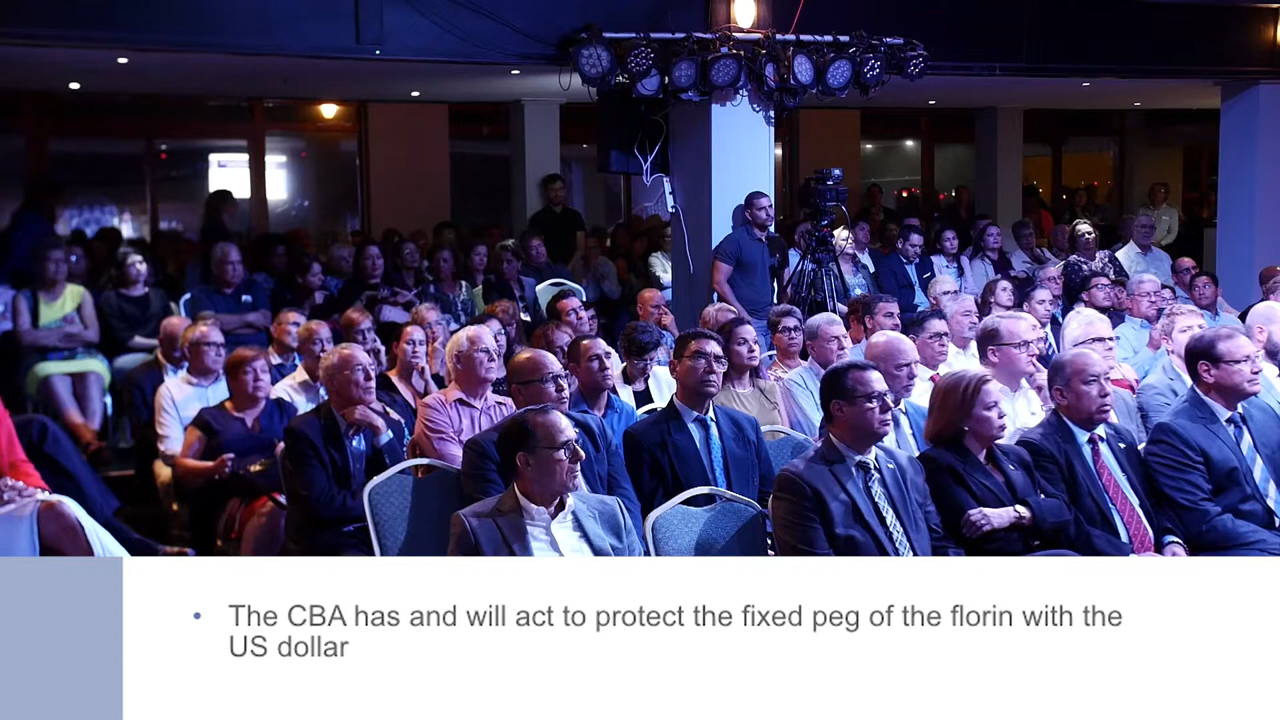 • The CBA has and will act to protect the fixed peg of the florin with the
US dollar